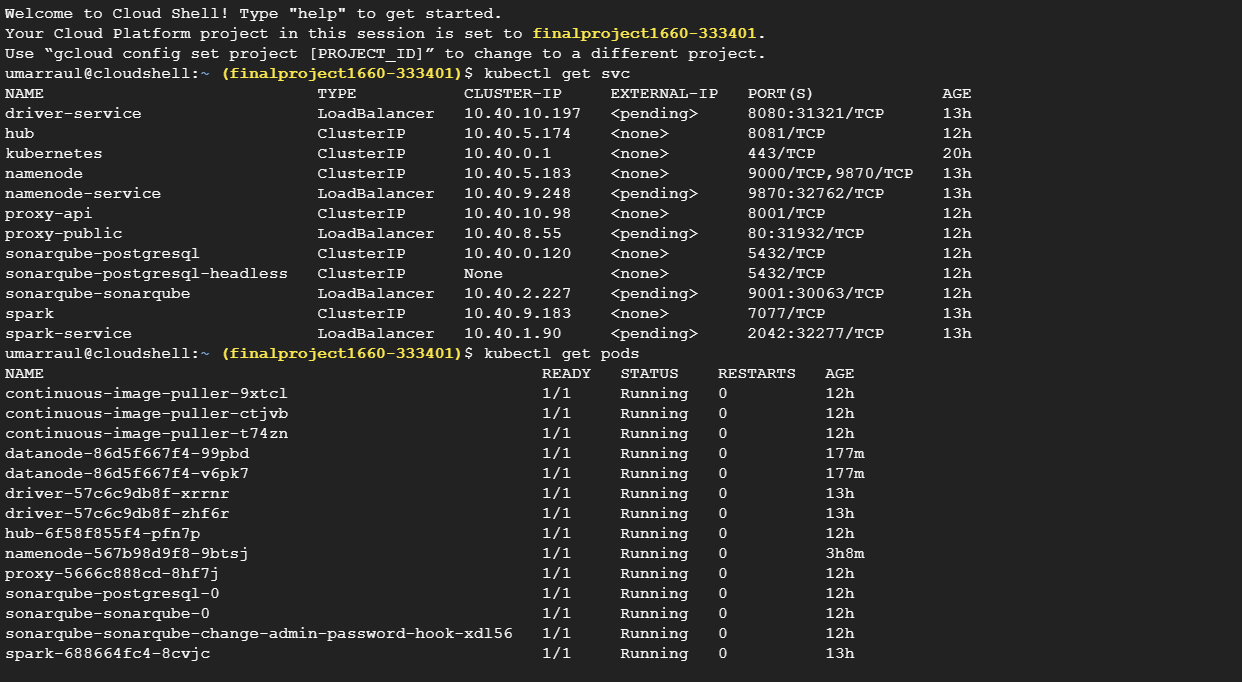 Welcome to Cloud Shell! Type "help" to get started.
Your Cloud Platform project in this session is set to finalproject1660-333401.
Use “gcloud config set project [PROJECT_ID]” to change to a different project.
umarraul@cloudshell:~ (finalproject1660-333401)$ kubectl get svc
NAME TYPE CLUSTER-IP EXTERNAL-IP PORT(S) AGE
driver-service LoadBalancer 10.40.10.197 <pending> 8080:31321/TCP 13h
hub ClusterIP 10.40.5.174 <none> 8081/TCP 12h
kubernetes ClusterIP 10.40.0.1 <none> 443/TCP 20h
namenode ClusterIP 10.40.5.183 <none> 9000/TCP,9870/TCP 13h
namenode-service LoadBalancer 10.40.9.248 <pending> 9870:32762/TCP 13h
proxy-api ClusterIP 10.40.10.98 <none> 8001/TCP 12h
proxy-public LoadBalancer 10.40.8.55 <pending> 80:31932/TCP 12h
sonarqube-postgresql ClusterIP 10.40.0.120 <none> 5432/TCP 12h
sonarqube-postgresql-headless ClusterIP None <none> 5432/TCP 12h
sonarqube-sonarqube LoadBalancer 10.40.2.227 <pending> 9001:30063/TCP 12h
spark ClusterIP 10.40.9.183 <none> 7077/TCP 13h
spark-service LoadBalancer 10.40.1.90 <pending> 2042:32277/TCP 13h
umarraul@cloudshell:~ (finalproject1660-333401)$ kubectl get pods
NAME READY STATUS RESTARTS AGE
continuous-image-puller-9xtcl 1/1 Running 0 12h
continuous-image-puller-ctjvb 1/1 Running 0 12h
continuous-image-puller-t74zn 1/1 Running 0 12h
datanode-86d5f667f4-99pbd 1/1 Running 0 177m
datanode-86d5f667f4-v6pk7 1/1 Running 0 177m
driver-57c6c9db8f-xrrnr 1/1 Running 0 13h
driver-57c6c9db8f-zhf6r 1/1 Running 0 13h
hub-6f58f855f4-pfn7p 1/1 Running 0 12h
namenode-567b98d9f8-9btsj 1/1 Running 0 3h8m
proxy-5666c888cd-8hf7j 1/1 Running 0 12h
sonarqube-postgresql-0 1/1 Running 0 12h
sonarqube-sonarqube-0 1/1 Running 0 12h
sonarqube-sonarqube-change-admin-password-hook-xdl56 1/1 Running 0 12h
spark-688664fc4-8cvjc 1/1 Running 0 13h